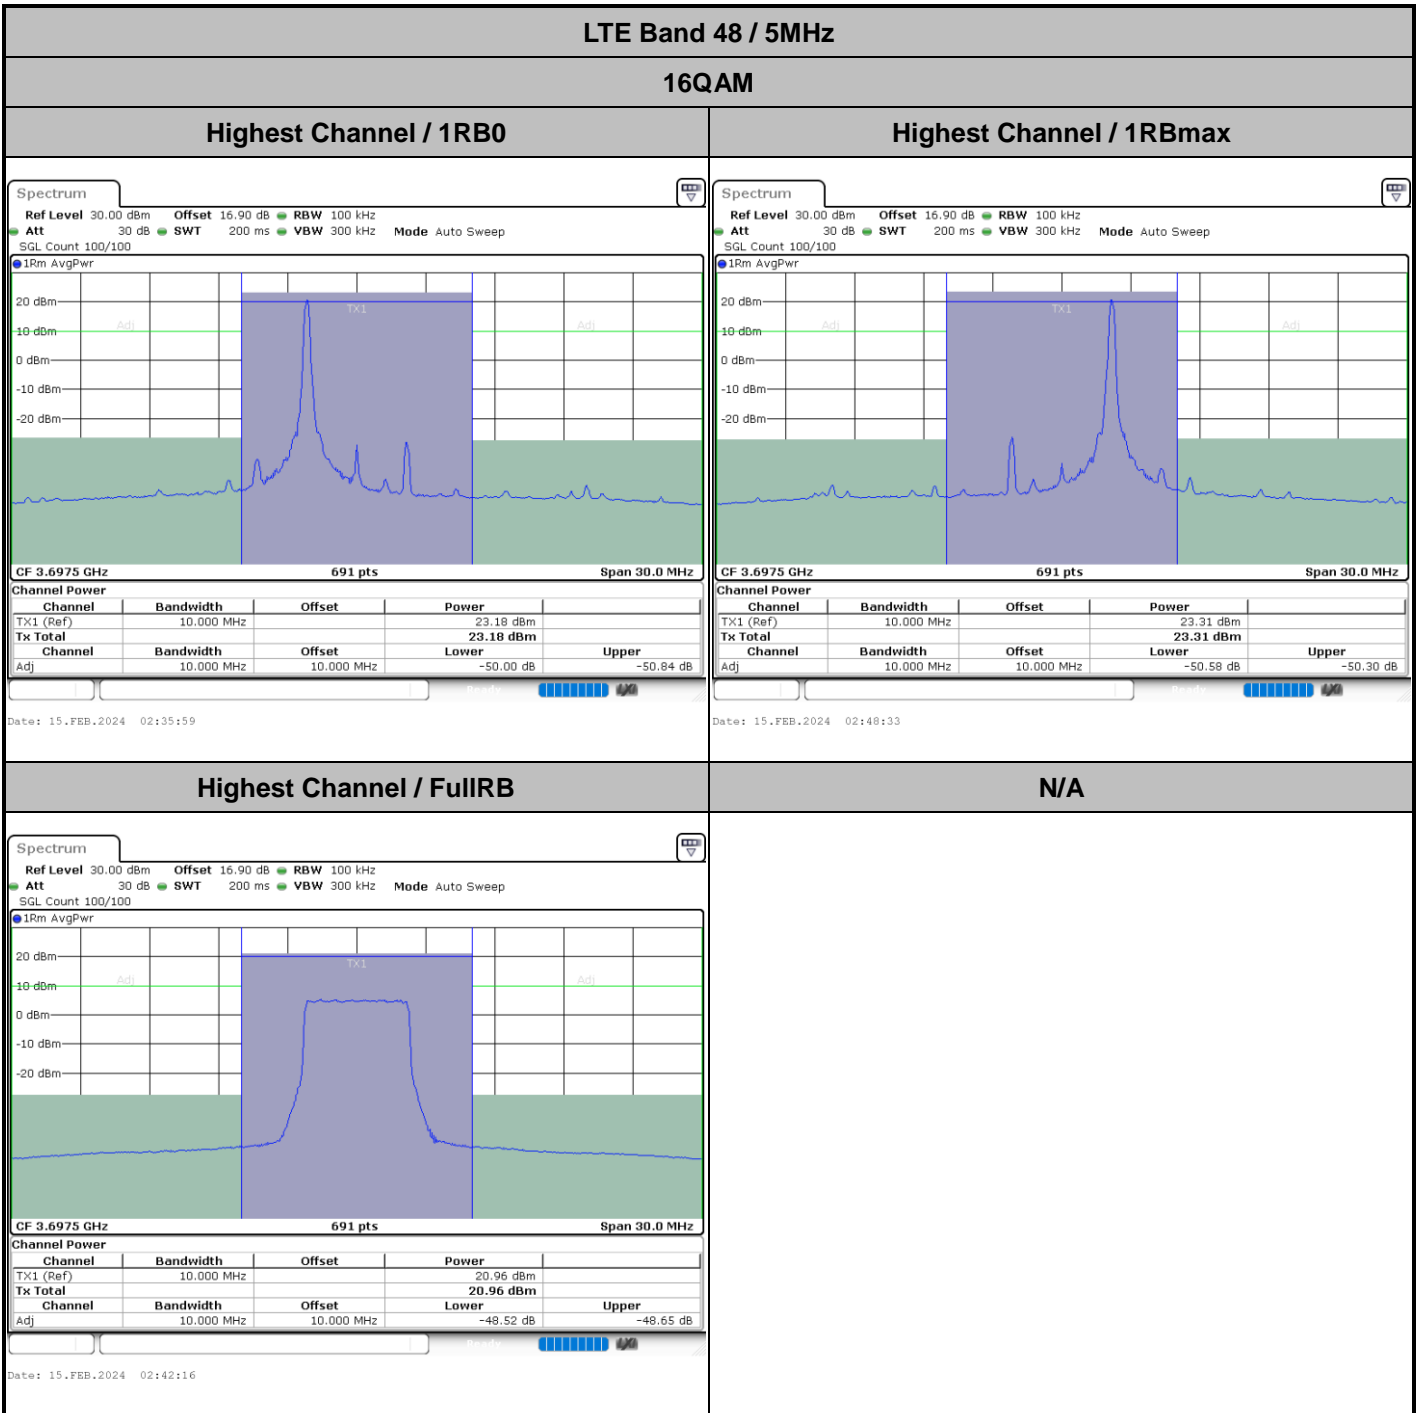 LTE Band 48 / 5MHz
16QAM
Highest Channel / 1RB0
Highest Channel / 1RBmax
Spectrum
Ref Level 30.00 dBm Offset 16.90 dB RBW 100 kHz
Att 30 dB SWT 200 ms VBW 300 kHz Mode Auto Sweep
SGL Count 100/100
1Rm AvgPwr
20 dBm
TX1
Adj
Adj
10 dBm
0 dBm
-10 dBm
-20 dBm
CF 3.6975 GHz 691 pts Span 30.0 MHz
Channel Power
Channel Bandwidth Offset Power
TX1 (Ref) 10.000 MHz 23.18 dBm
Tx Total 23.18 dBm
Channel Bandwidth Offset Lower Upper
Adj 10.000 MHz 10.000 MHz -50.00 dB -50.84 dB
Ready
Date: 15.FEB.2024 02:35:59
Spectrum
Ref Level 30.00 dBm Offset 16.90 dB RBW 100 kHz
Att 30 dB SWT 200 ms VBW 300 kHz Mode Auto Sweep
SGL Count 100/100
1Rm AvgPwr
20 dBm
TX1
Adj
Adj
10 dBm
0 dBm
-10 dBm
-20 dBm
CF 3.6975 GHz 691 pts Span 30.0 MHz
Channel Power
Channel Bandwidth Offset Power
TX1 (Ref) 10.000 MHz 23.31 dBm
Tx Total 23.31 dBm
Channel Bandwidth Offset Lower Upper
Adj 10.000 MHz 10.000 MHz -50.58 dB -50.30 dB
Ready
Date: 15.FEB.2024 02:48:33
Highest Channel / FullRB
N/A
Spectrum
Ref Level 30.00 dBm Offset 16.90 dB RBW 100 kHz
Att 30 dB SWT 200 ms VBW 300 kHz Mode Auto Sweep
SGL Count 100/100
1Rm AvgPwr
20 dBm
TX1
Adj
Adj
10 dBm
0 dBm
-10 dBm
-20 dBm
CF 3.6975 GHz 691 pts Span 30.0 MHz
Channel Power
Channel Bandwidth Offset Power
TX1 (Ref) 10.000 MHz 20.96 dBm
Tx Total 20.96 dBm
Channel Bandwidth Offset Lower Upper
Adj 10.000 MHz 10.000 MHz -48.52 dB -48.65 dB
Ready
Date: 15.FEB.2024 02:42:16